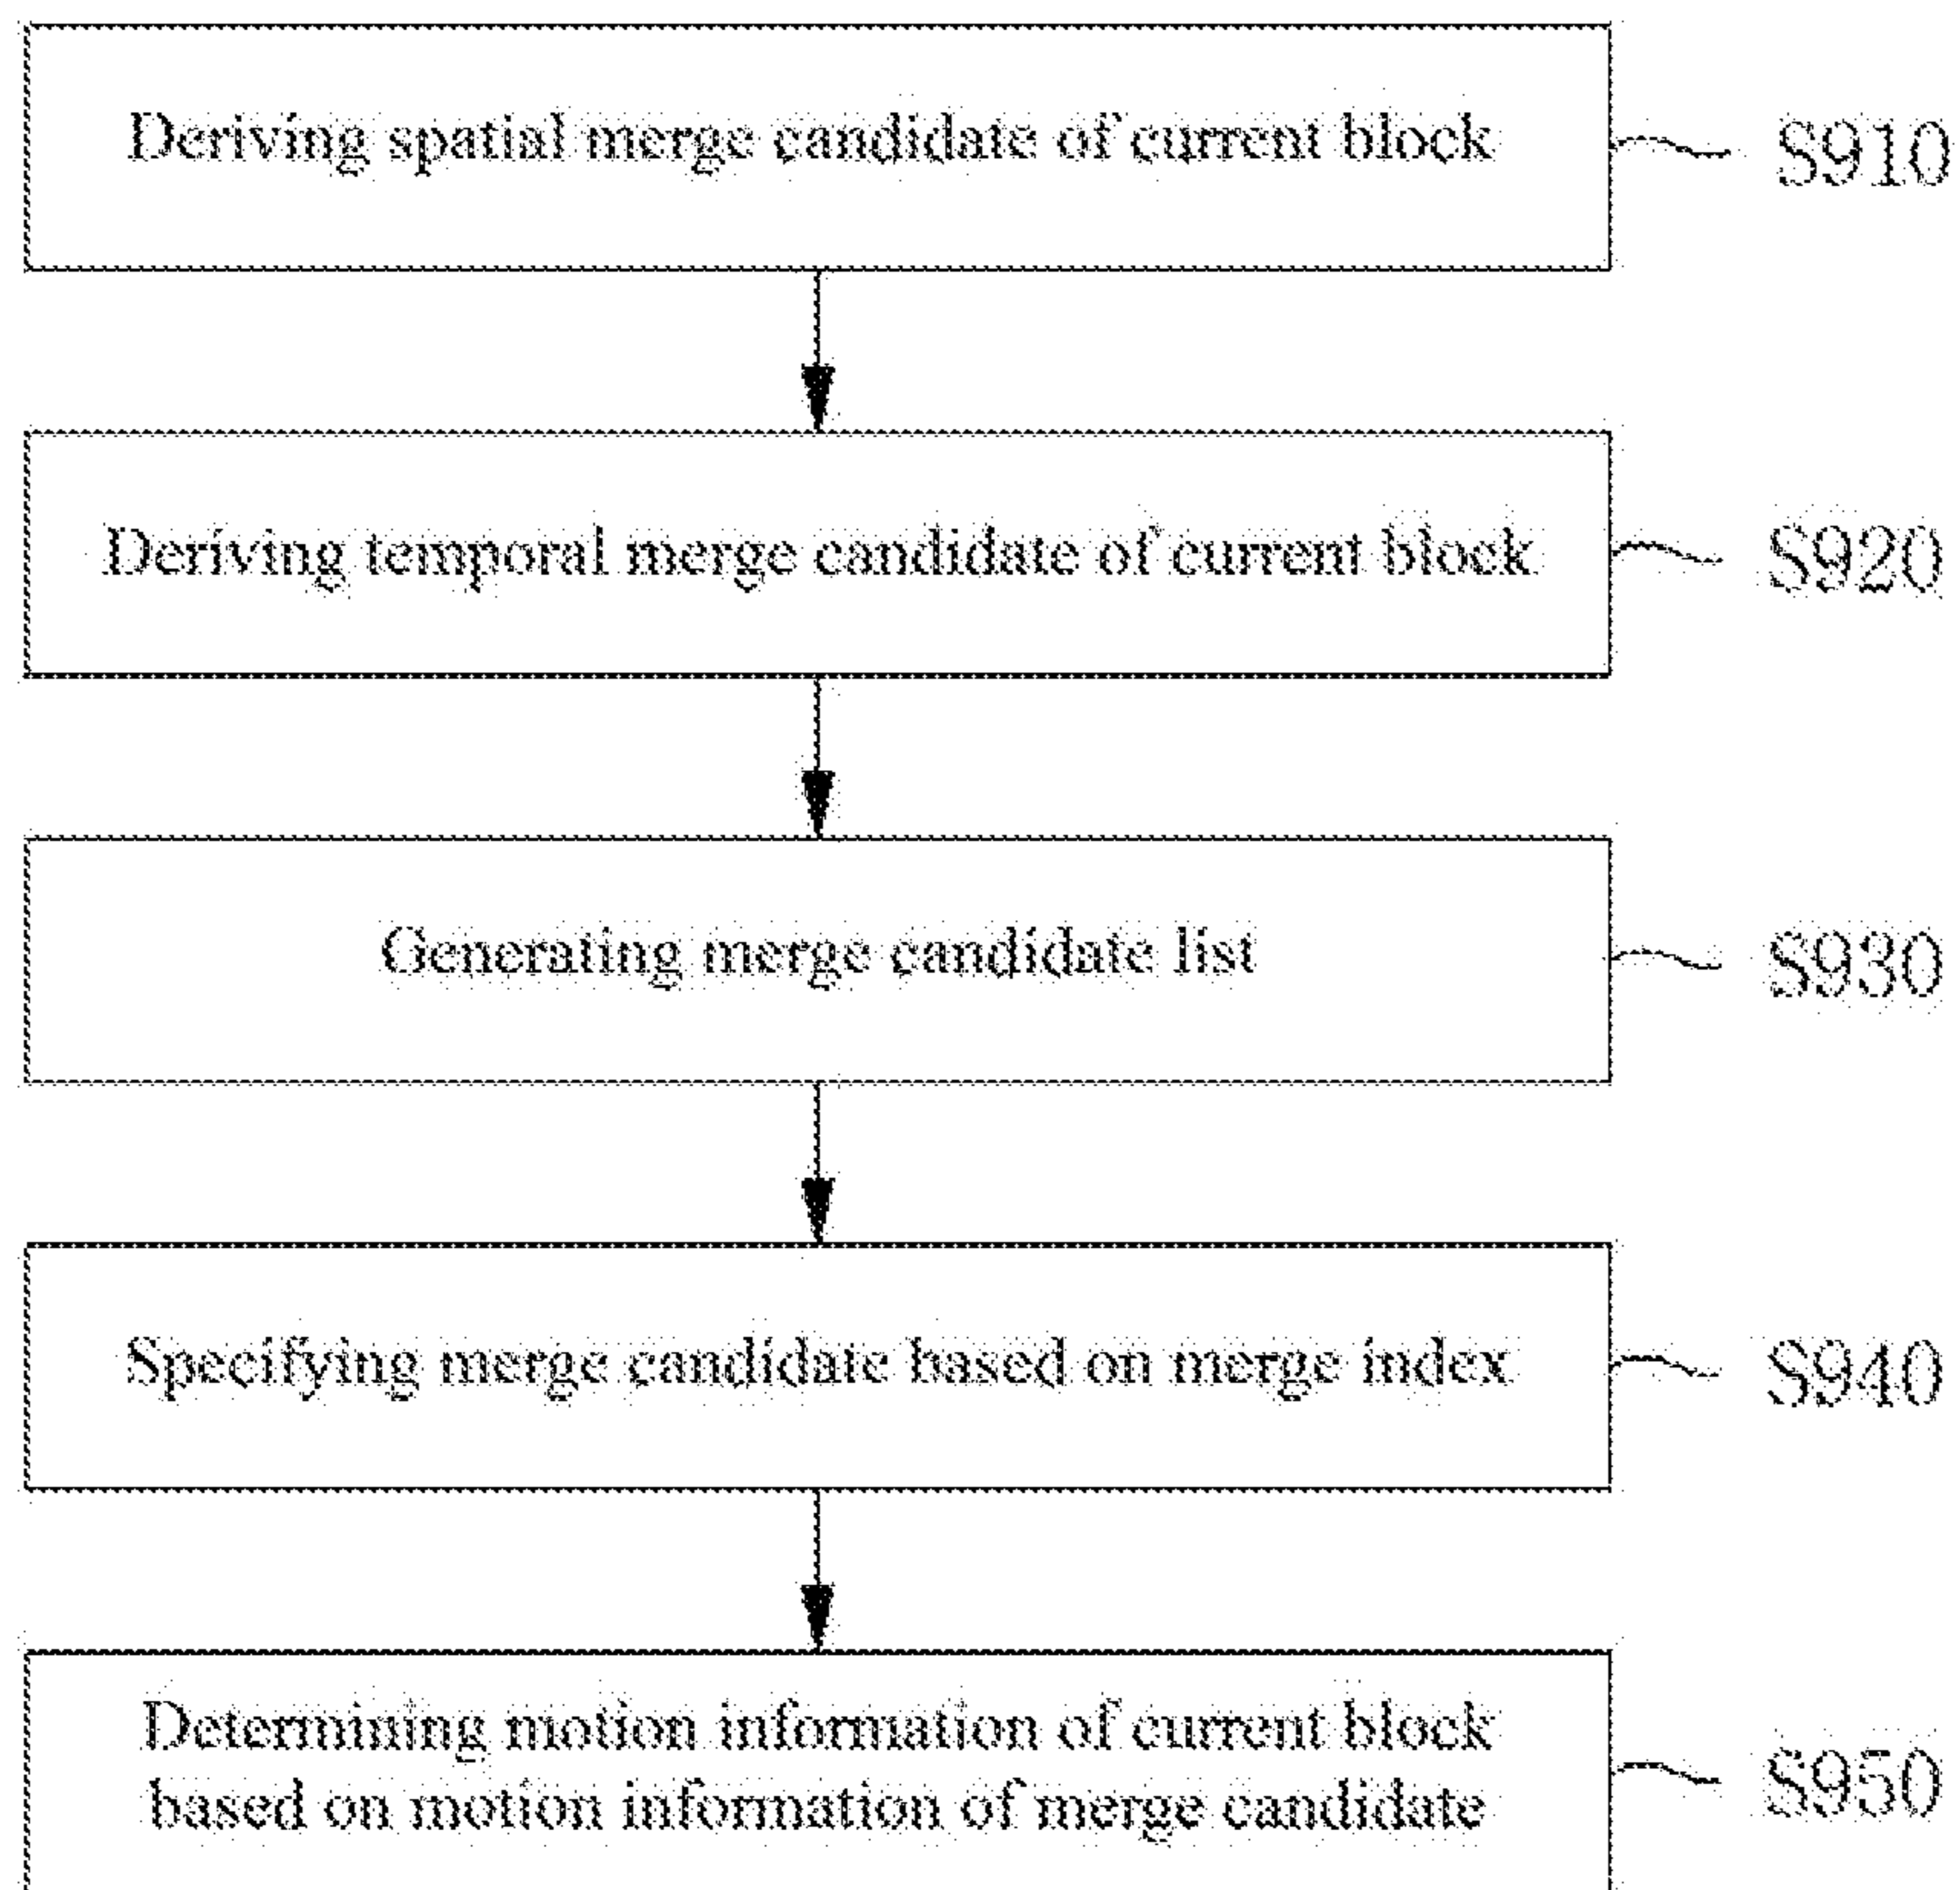 Deriving spatial merge candidate of current block
S910
Deriving temporal merge candidate of current block
S920
Generating merge candidate list
S930
Specifying merge candidate based on merge index
S940
Determining motion information of current block
based on motion information of merge candidate
S950